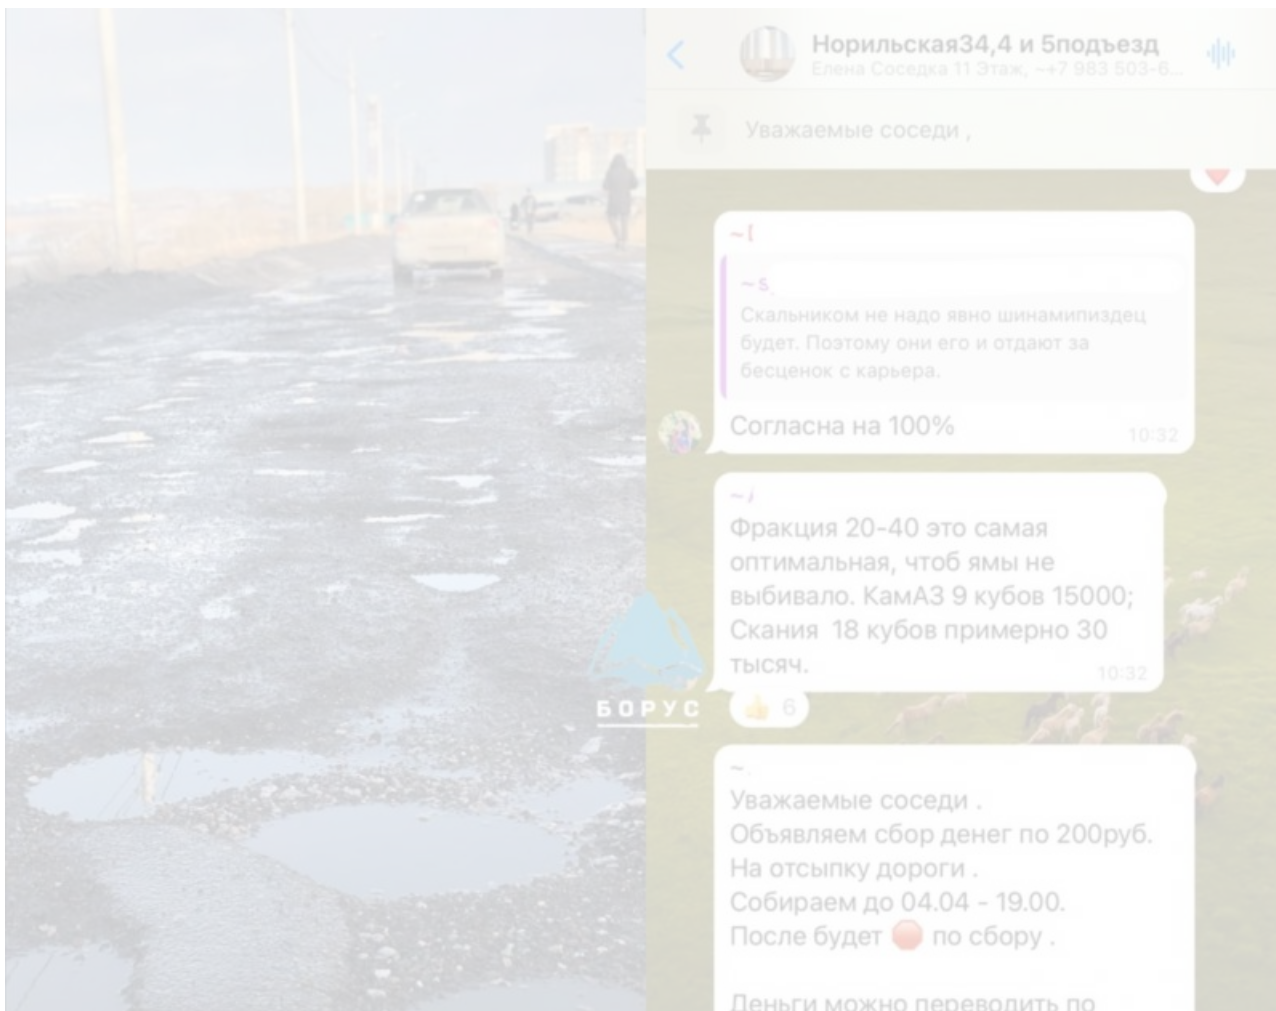 Норильская34,4 и 5подъезд
Елена Соседка 11 Этаж, ~+7 983 503-6...
Уважаемые соседи ,
~s
Скальником не надо явно шинамипиздец
будет. Поэтому они его и отдают за
бесценок с карьера.
Согласна на 100%
10:32
Фракция 20-40 это самая
оптимальная, чтоб ямы не
выбивало. КамАЗ 9 кубов 15000;
Скания 18 кубов примерно 30
тысяч.
10:32
6
БОРУС
Уважаемые соседи .
Объявляем сбор денег по 200руб.
На отсыпку дороги .
Собираем до 04.04 - 19.00.
После будет по сбору .
Деньги можно переводить по